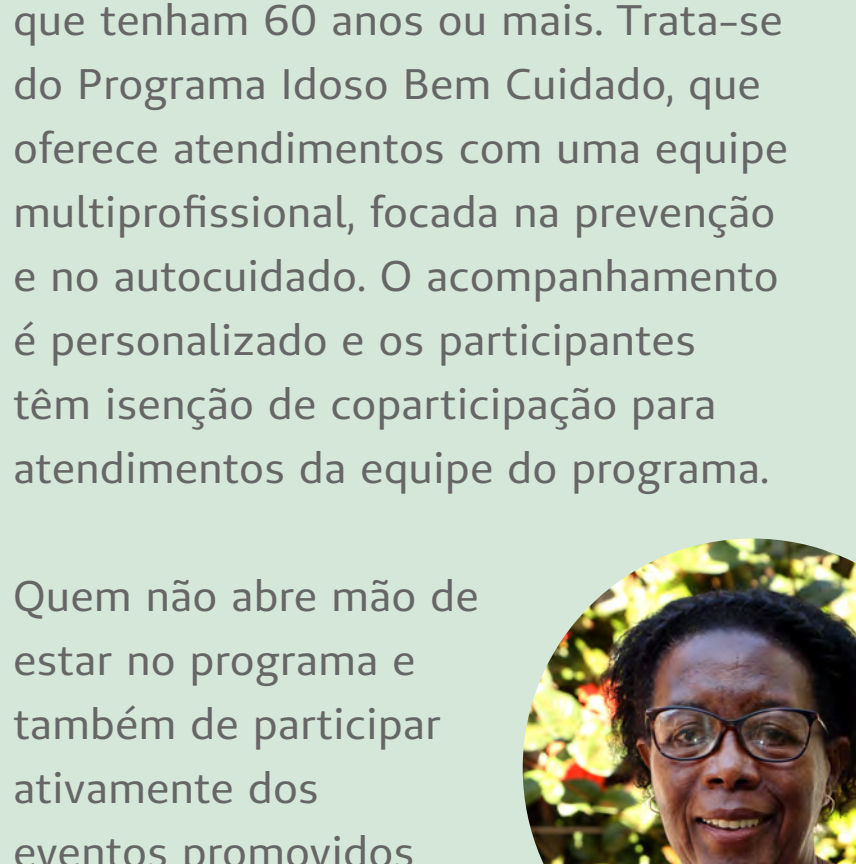 que tenham 60 anos ou mais. Trata-se
do Programa Idoso Bem Cuidado, que
oferece atendimentos com uma equipe
multiprofissional, focada na prevenção
e no autocuidado. O acompanhamento
é personalizado e os participantes
têm isenção de coparticipação para
atendimentos da equipe do programa.
Quem não abre mão de
estar no programa e
também de participar
ativamente dos
eventos promovidos